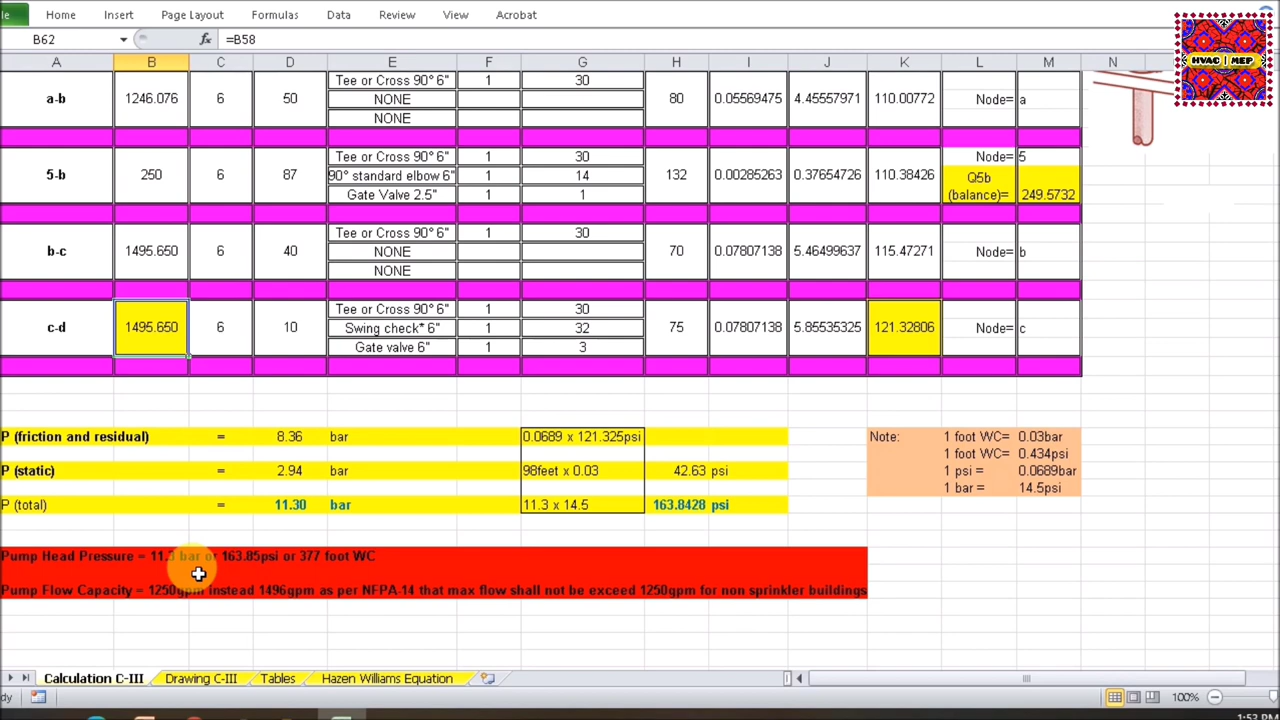 le Home Insert Page Layout Formulas Data Review View Acrobat
B62 fx =B58
HVAC | MEP
A B C D E F G H I J K L M N
Tee or Cross 90° 6" 1 30
a-b 1246.076 6 50 NONE 80 0.05569475 4.45557971 110.00772 Node= a
NONE
Tee or Cross 90° 6" 1 30 Node= 5
5-b 250 6 87 90° standard elbow 6" 1 14 132 0.00285263 0.37654726 110.38426 Q5b
Gate Valve 2.5" 1 1 (balance)= 249.5732
Tee or Cross 90° 6" 1 30
b-c 1495.650 6 40 NONE 70 0.07807138 5.46499637 115.47271 Node= b
NONE
Tee or Cross 90° 6" 1 30
c-d 1495.650 6 10 Swing check* 6" 1 32 75 0.07807138 5.85535325 121.32806 Node= c
Gate valve 6" 1 3
P (friction and residual) = 8.36 bar 0.0689 x 121.325psi Note: 1 foot WC= 0.03bar
1 foot WC= 0.434psi
P (static) = 2.94 bar 98feet x 0.03 42.63 psi 1 psi = 0.0689bar
1 bar = 14.5psi
P (total) = 11.30 bar 11.3 x 14.5 163.8428 psi
Pump Head Pressure = 11.3 bar or 163.85psi or 377 foot WC
Pump Flow Capacity = 1250gpm instead 1496gpm as per NFPA-14 that max flow shall not be exceed 1250gpm for non sprinkler buildings
Calculation C-III Drawing C-III Tables Hazen Williams Equation
dy 100%
1:53 PM